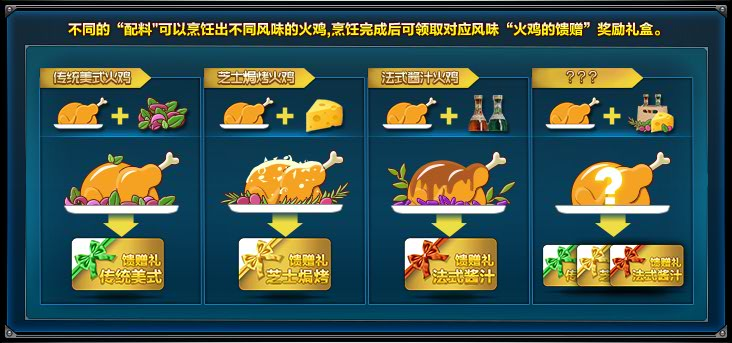 不同的“配料"可以烹饪出不同风味的火鸡,烹饪完成后可领取对应风味“火鸡的馈赠”奖励礼盒。
传统美式火鸡
芝士焗烤火鸡
法式酱汁火鸡
？？？
?
馈赠礼
传统美式
馈赠礼
芝士焗烤
馈赠礼
法式酱汁
传
芝
馈赠礼
法式酱汁